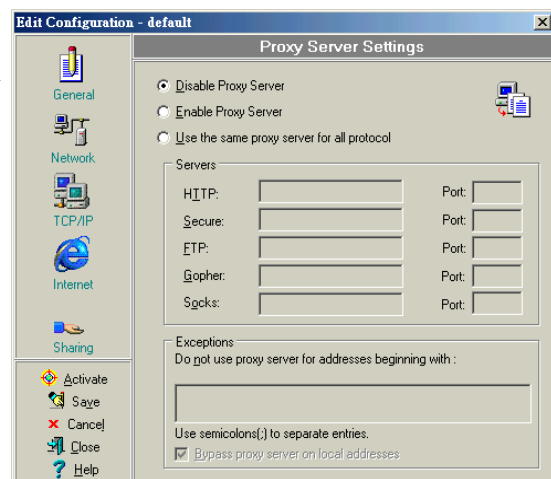 Edit Configuration - default
Proxy Server Settings
General
Network
TCP/IP
Internet
Sharing
Activate
Save
Cancel
Close
Help
Disable Proxy Server
Enable Proxy Server
Use the same proxy server for all protocol
Servers
HTTP: Port:
Secure: Port:
FTP: Port:
Gopher: Port:
Socks: Port:
Exceptions
Do not use proxy server for addresses beginning with :
Use semicolons(;) to separate entries.
Bypass proxy server on local addresses